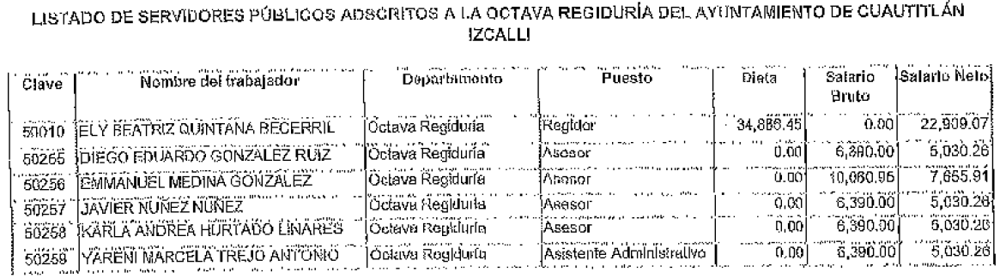 LISTADO DE SERVIDORES PÚBLICOS ADSCRITOS A LA OCTAVA REGIDURÍA DEL AYUNTAMIENTO DE CUAUTITLÁN
IZCALLI
Clave Nombre del trabajador Departamento Puesto Dieta Salario Bruto Salario Neto
50010 ELY BEATRIZ QUINTANA BECERRIL Octava Regiduría Regidor 34,886.45 0.00 22,909.07
50255 DIEGO EDUARDO GONZALEZ RUIZ Octava Regiduría Asesor 0.00 6,390.00 5,030.26
50256 EMMANUEL MEDINA GONZALEZ Octava Regiduría Asesor 0.00 10,060.95 7,655.91
50257 JAVIER NUÑEZ NUÑEZ Octava Regiduría Asesor 0.00 6,390.00 5,030.26
50258 KARLA ANDREA HURTADO LINARES Octava Regiduría Asesor 0.00 6,390.00 5,030.26
50259 YARENI MARCELA TREJO ANTONIO Octava Regiduría Asistente Administrativo 0.00 6,390.00 5,030.26